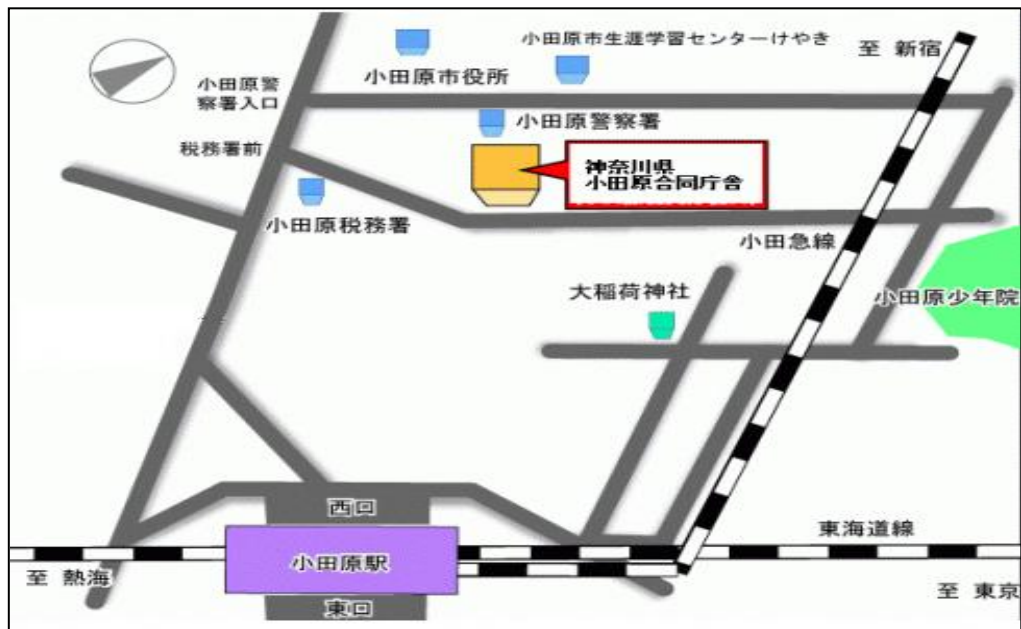 小田原市生涯学習センターけやき
至 新宿
小田原市役所
小田原警
察署入口
小田原警察署
税務署前
神奈川県
小田原合同庁舎
小田原税務署
小田急線
大稲荷神社
小田原少年院
西口
東海道線
小田原駅
至 熱海
至 東京
東口